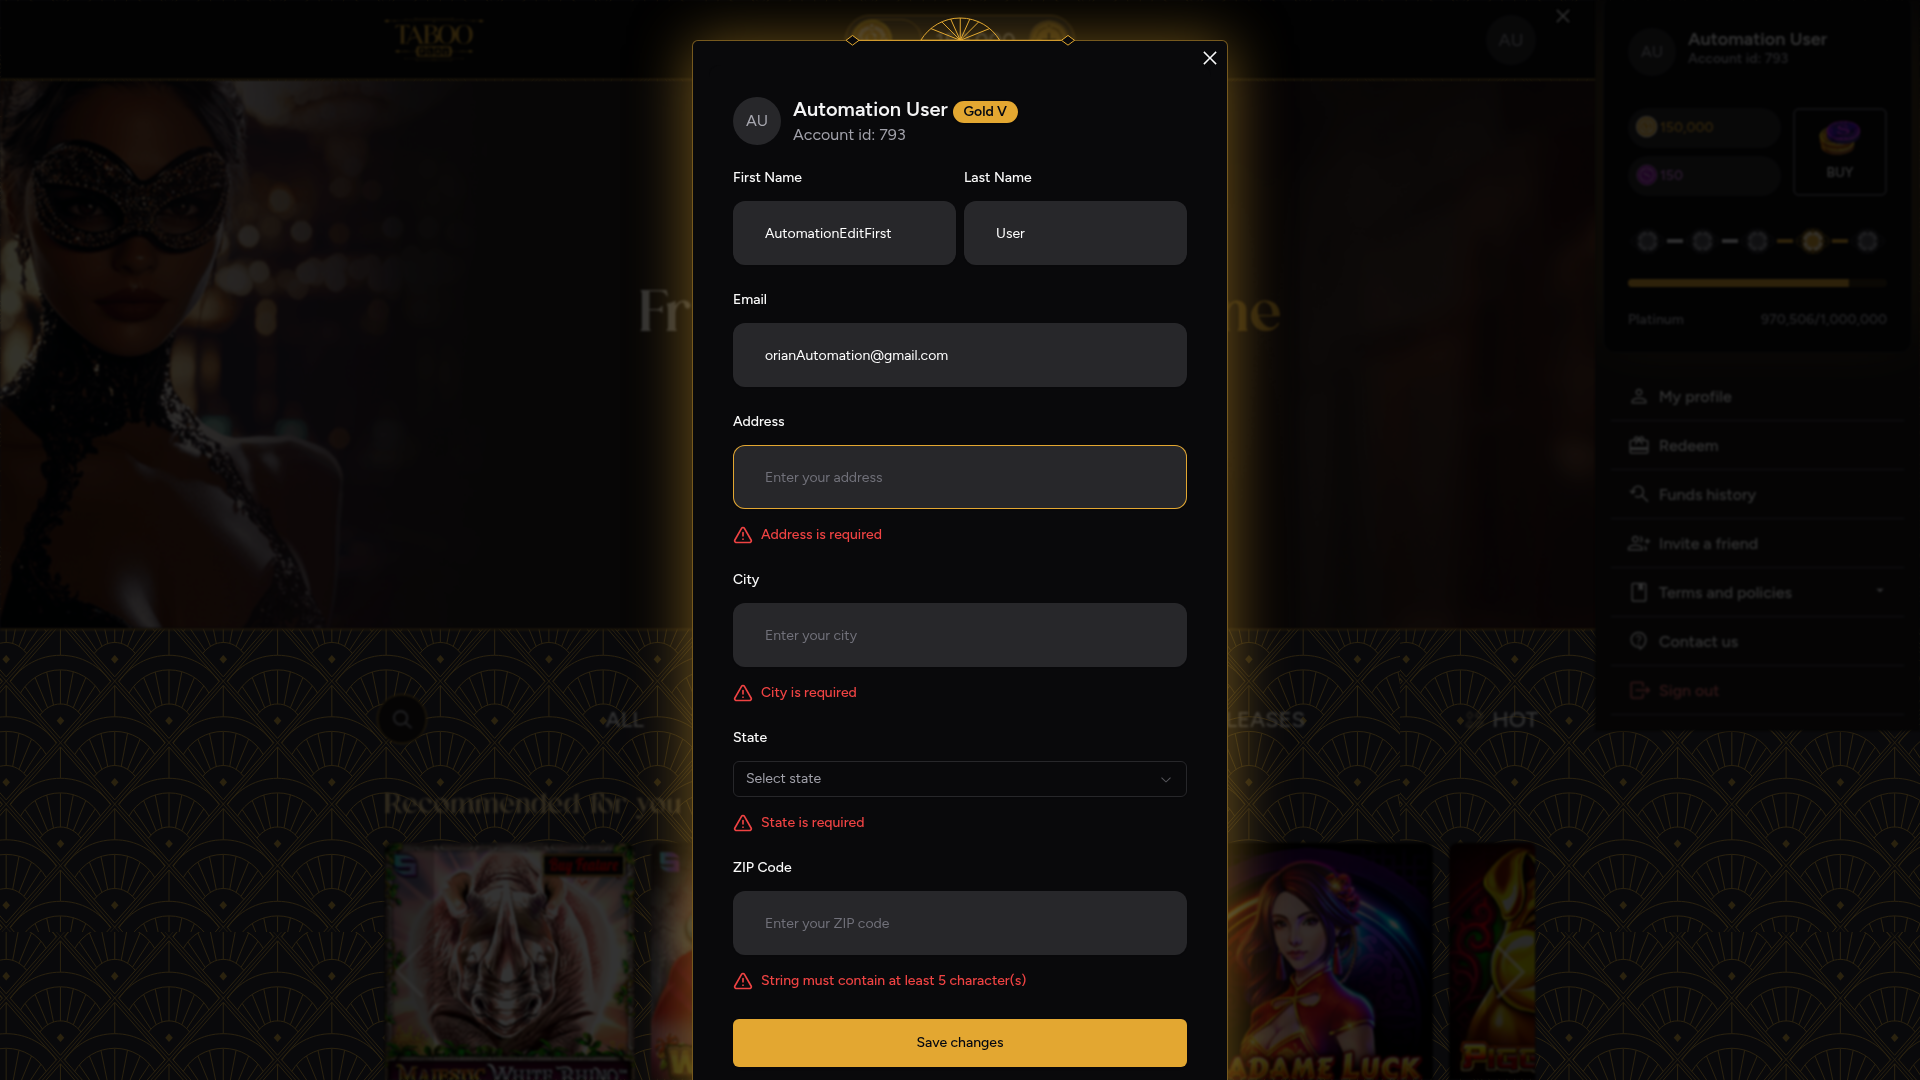 TABOO
AU
Automation User
Account id: 793
AU
Automation User Gold V
Account id: 793
First Name
Last Name
AutomationEditFirst
User
Email
orianAutomation@gmail.com
Address
Enter your address
Address is required
City
Enter your city
City is required
State
Select state
State is required
ZIP Code
Enter your ZIP code
String must contain at least 5 character(s)
Save changes
Fr
ne
AU
150,000
150
BUY
Platinum
970,506/1,000,000
My profile
Redeem
Funds history
Invite a friend
Terms and policies
Contact us
Sign out
ALL
LEASES
HOT
Recommended for you
Buy Feature
MAJESTIC WHITE RHINO
MADAME LUCK
PIGG